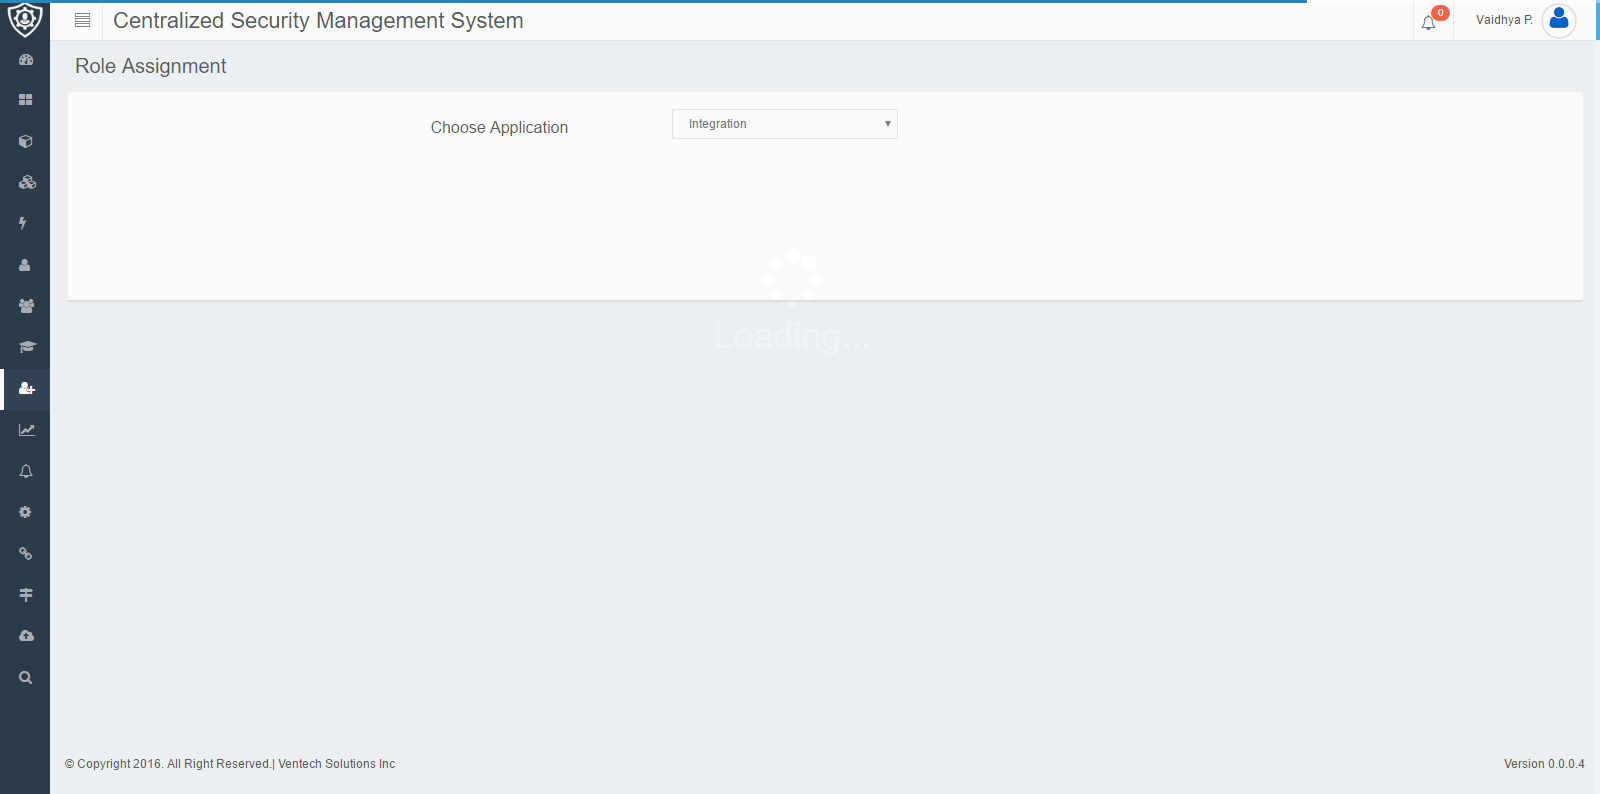 Centralized Security Management System
0
Vaidhya P.
Role Assignment
Choose Application
Integration
Loading...
© Copyright 2016. All Right Reserved.| Ventech Solutions Inc
Version 0.0.0.4